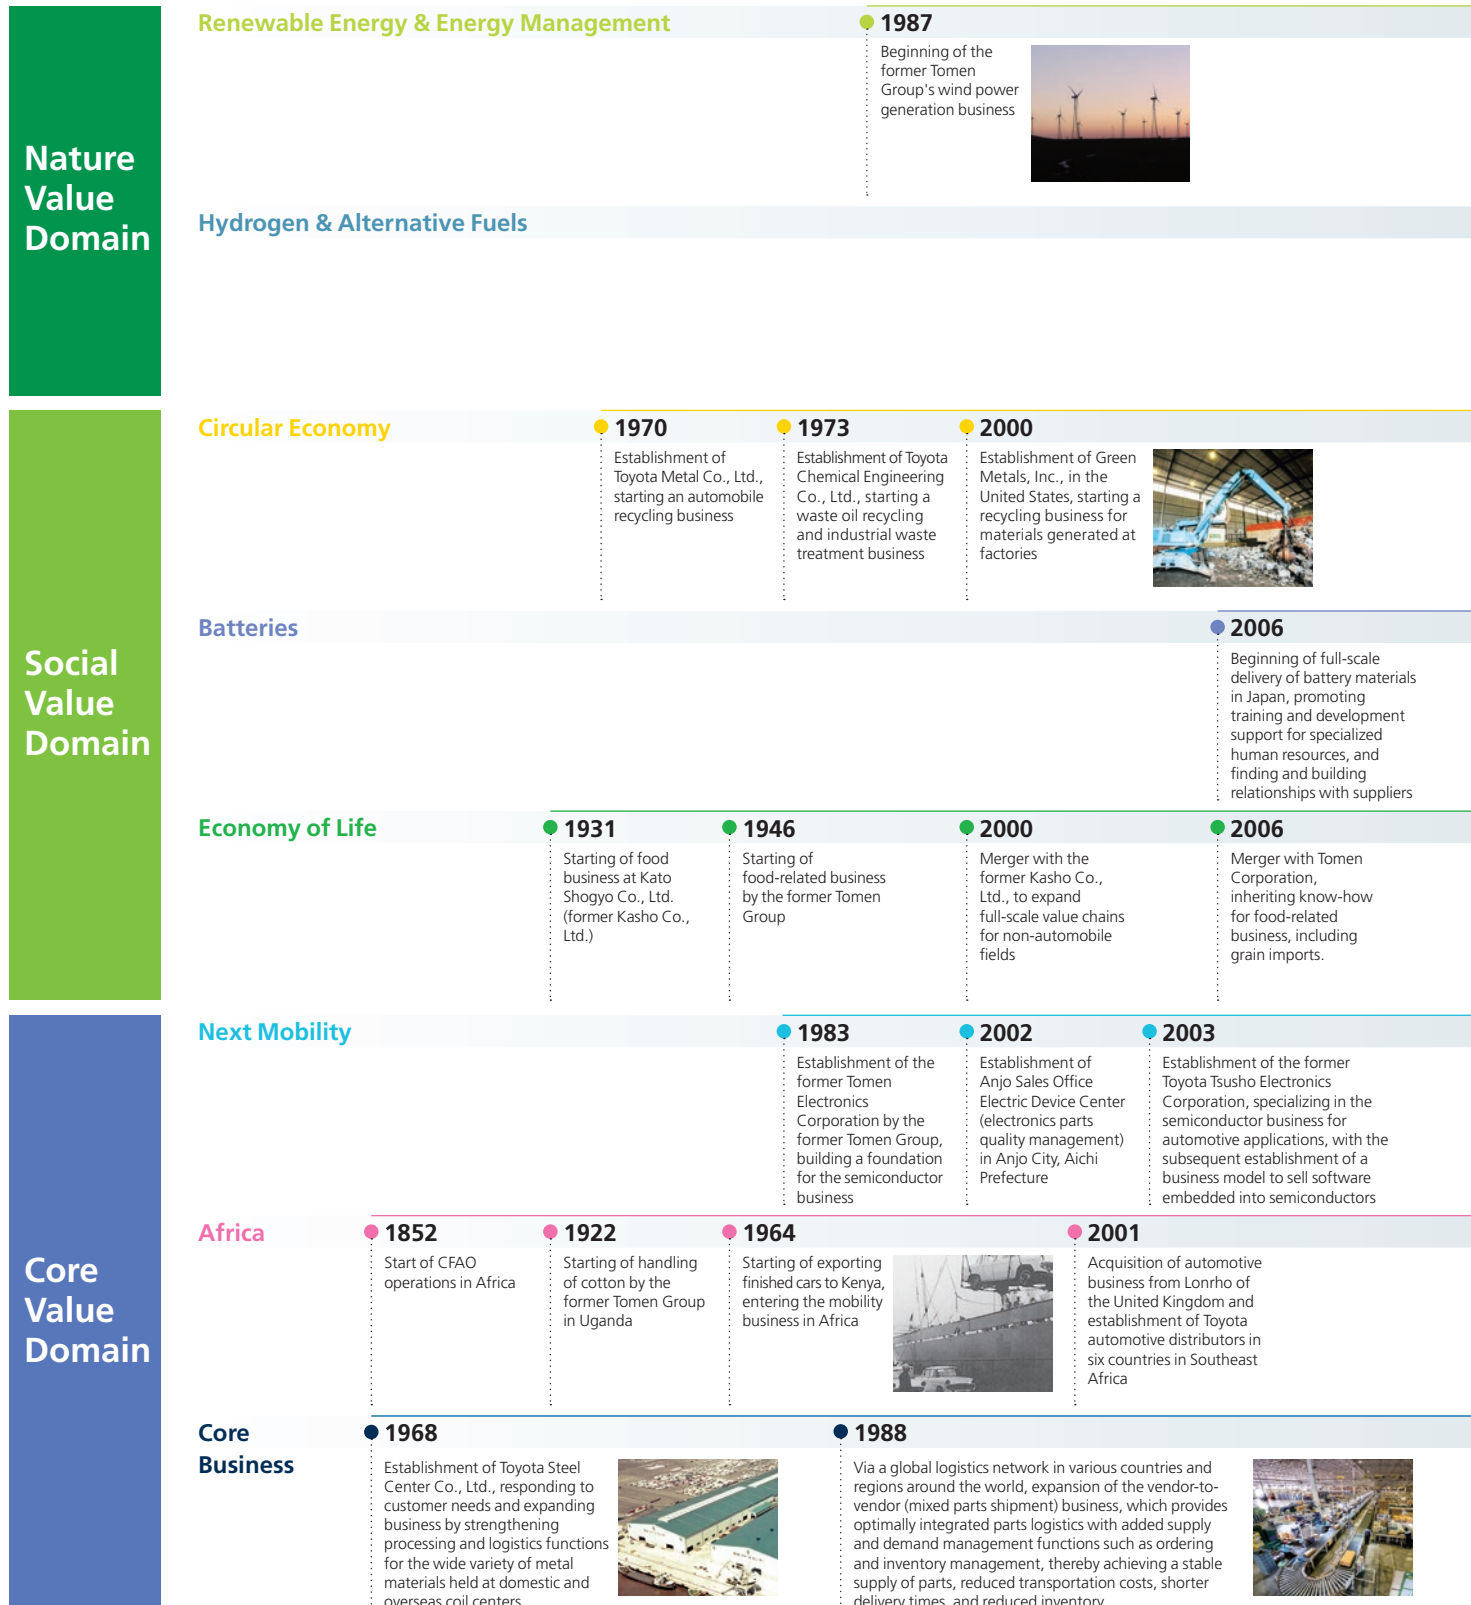 Nature
Value
Domain
Renewable Energy & Energy Management
1987
Beginning of the
former Tomen
Group's wind power
generation business
Hydrogen & Alternative Fuels
Social
Value
Domain
Circular Economy
1970
Establishment of
Toyota Metal Co., Ltd.,
starting an automobile
recycling business
1973
Establishment of Toyota
Chemical Engineering
Co., Ltd., starting a
waste oil recycling
and industrial waste
treatment business
2000
Establishment of Green
Metals, Inc., in the
United States, starting a
recycling business for
materials generated at
factories
Batteries
2006
Beginning of full-scale
delivery of battery materials
in Japan, promoting
training and development
support for specialized
human resources, and
finding and building
relationships with suppliers
Economy of Life
1931
Starting of food
business at Kato
Shogyo Co., Ltd.
(former Kasho Co.,
Ltd.)
1946
Starting of
food-related business
by the former Tomen
Group
2000
Merger with the
former Kasho Co.,
Ltd., to expand
full-scale value chains
for non-automobile
fields
2006
Merger with Tomen
Corporation,
inheriting know-how
for food-related
business, including
grain imports.
Core
Value
Domain
Next Mobility
1983
Establishment of the
former Tomen
Electronics
Corporation by the
former Tomen Group,
building a foundation
for the semiconductor
business
2002
Establishment of
Anjo Sales Office
Electric Device Center
(electronics parts
quality management)
in Anjo City, Aichi
Prefecture
2003
Establishment of the former
Toyota Tsusho Electronics
Corporation, specializing in the
semiconductor business for
automotive applications, with the
subsequent establishment of a
business model to sell software
embedded into semiconductors
Africa
1852
Start of CFAO
operations in Africa
1922
Starting of handling
of cotton by the
former Tomen Group
in Uganda
1964
Starting of exporting
finished cars to Kenya,
entering the mobility
business in Africa
2001
Acquisition of automotive
business from Lonrho of
the United Kingdom and
establishment of Toyota
automotive distributors in
six countries in Southeast
Africa
Core
Business
1968
Establishment of Toyota Steel
Center Co., Ltd., responding to
customer needs and expanding
business by strengthening
processing and logistics functions
for the wide variety of metal
materials held at domestic and
overseas coil centers
1988
Via a global logistics network in various countries and
regions around the world, expansion of the vendor-to-
vendor (mixed parts shipment) business, which provides
optimally integrated parts logistics with added supply
and demand management functions such as ordering
and inventory management, thereby achieving a stable
supply of parts, reduced transportation costs, shorter
delivery times, and reduced inventory